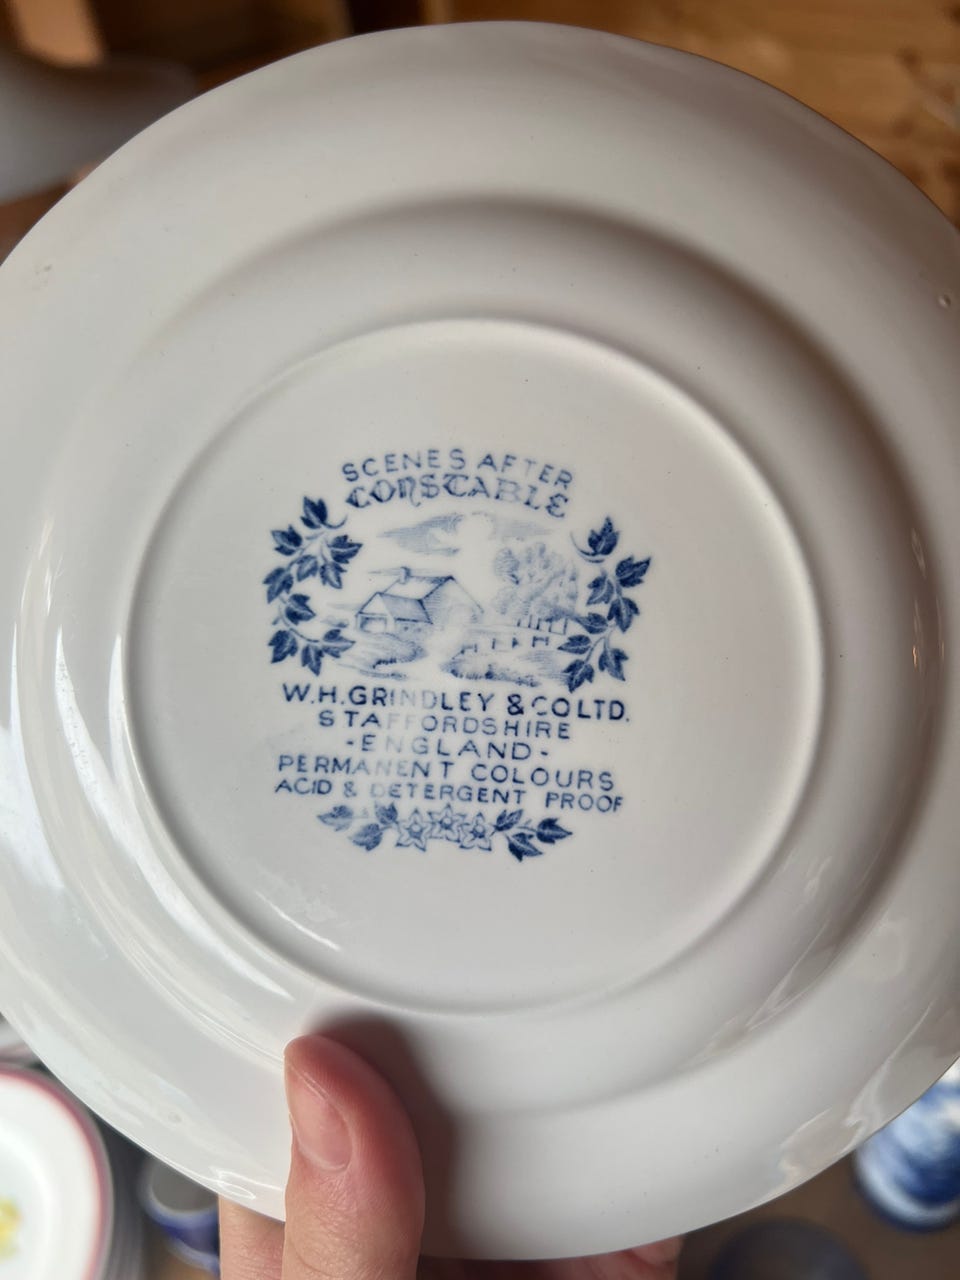 SCENES AFTER
CONSTABLE
W.H.GRINDLEY & CO LTD.
STAFFORDSHIRE
-ENGLAND-
PERMANENT COLOURS
ACID & DETERGENT PROOF